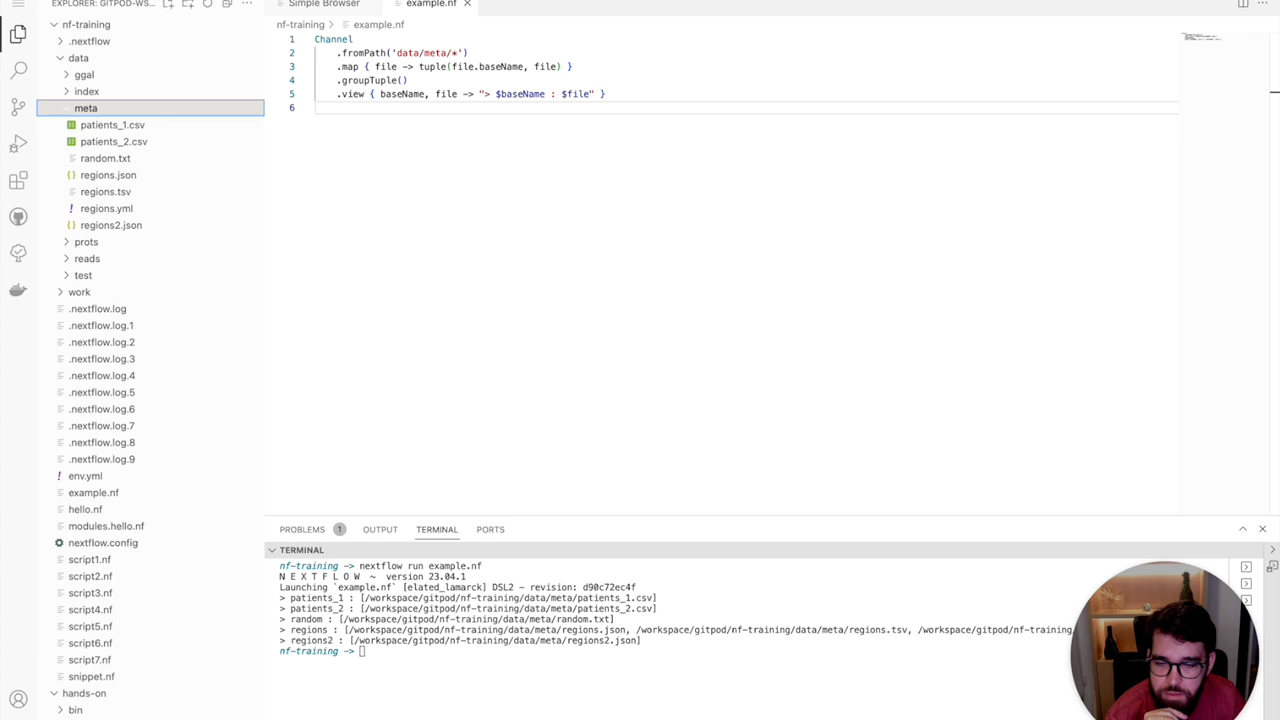 EXPLORER: GITPOD-WS...
Simple Browser
example.nf
nf-training
.nextflow
data
ggal
index
meta
patients_1.csv
patients_2.csv
random.txt
regions.json
regions.tsv
regions.yml
regions2.json
prots
reads
test
work
.nextflow.log
.nextflow.log.1
.nextflow.log.2
.nextflow.log.3
.nextflow.log.4
.nextflow.log.5
.nextflow.log.6
.nextflow.log.7
.nextflow.log.8
.nextflow.log.9
env.yml
example.nf
hello.nf
modules.hello.nf
nextflow.config
script1.nf
script2.nf
script3.nf
script4.nf
script5.nf
script6.nf
script7.nf
snippet.nf
hands-on
bin
nf-training > example.nf
1 Channel
2 .fromPath('data/meta/*')
3 .map { file -> tuple(file.baseName, file) }
4 .groupTuple()
5 .view { baseName, file -> "> $baseName : $file" }
6
PROBLEMS 1 OUTPUT TERMINAL PORTS
TERMINAL
nf-training -> nextflow run example.nf
N E X T F L O W ~ version 23.04.1
Launching `example.nf` [elated_lamarck] DSL2 - revision: d90c72ec4f
> patients_1 : [/workspace/gitpod/nf-training/data/meta/patients_1.csv]
> patients_2 : [/workspace/gitpod/nf-training/data/meta/patients_2.csv]
> random : [/workspace/gitpod/nf-training/data/meta/random.txt]
> regions : [/workspace/gitpod/nf-training/data/meta/regions.json, /workspace/gitpod/nf-training/data/meta/regions.tsv, /workspace/gitpod/nf-training
> regions2 : [/workspace/gitpod/nf-training/data/meta/regions2.json]
nf-training ->